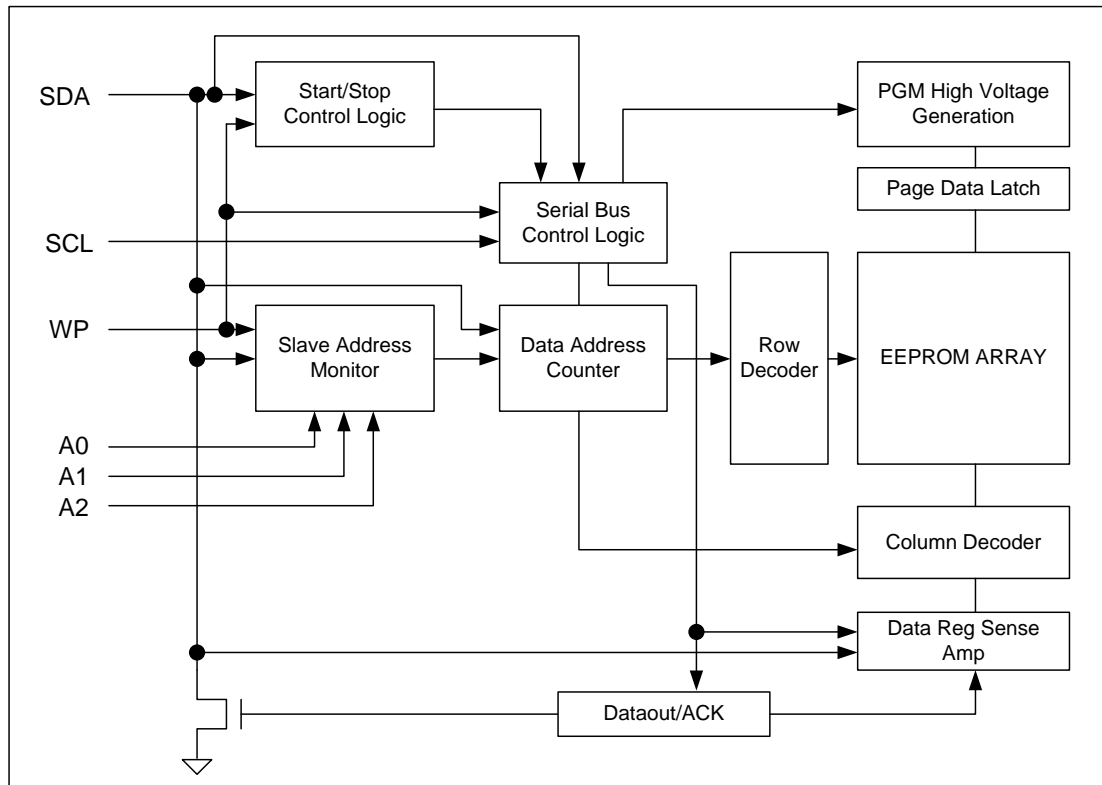 SDA
Start/Stop
Control Logic
PGM High Voltage
Generation
Page Data Latch
Serial Bus
Control Logic
SCL
WP
Slave Address
Monitor
Data Address
Counter
Row
Decoder
EEPROM ARRAY
A0
A1
A2
Column Decoder
Data Reg Sense
Amp
Dataout/ACK